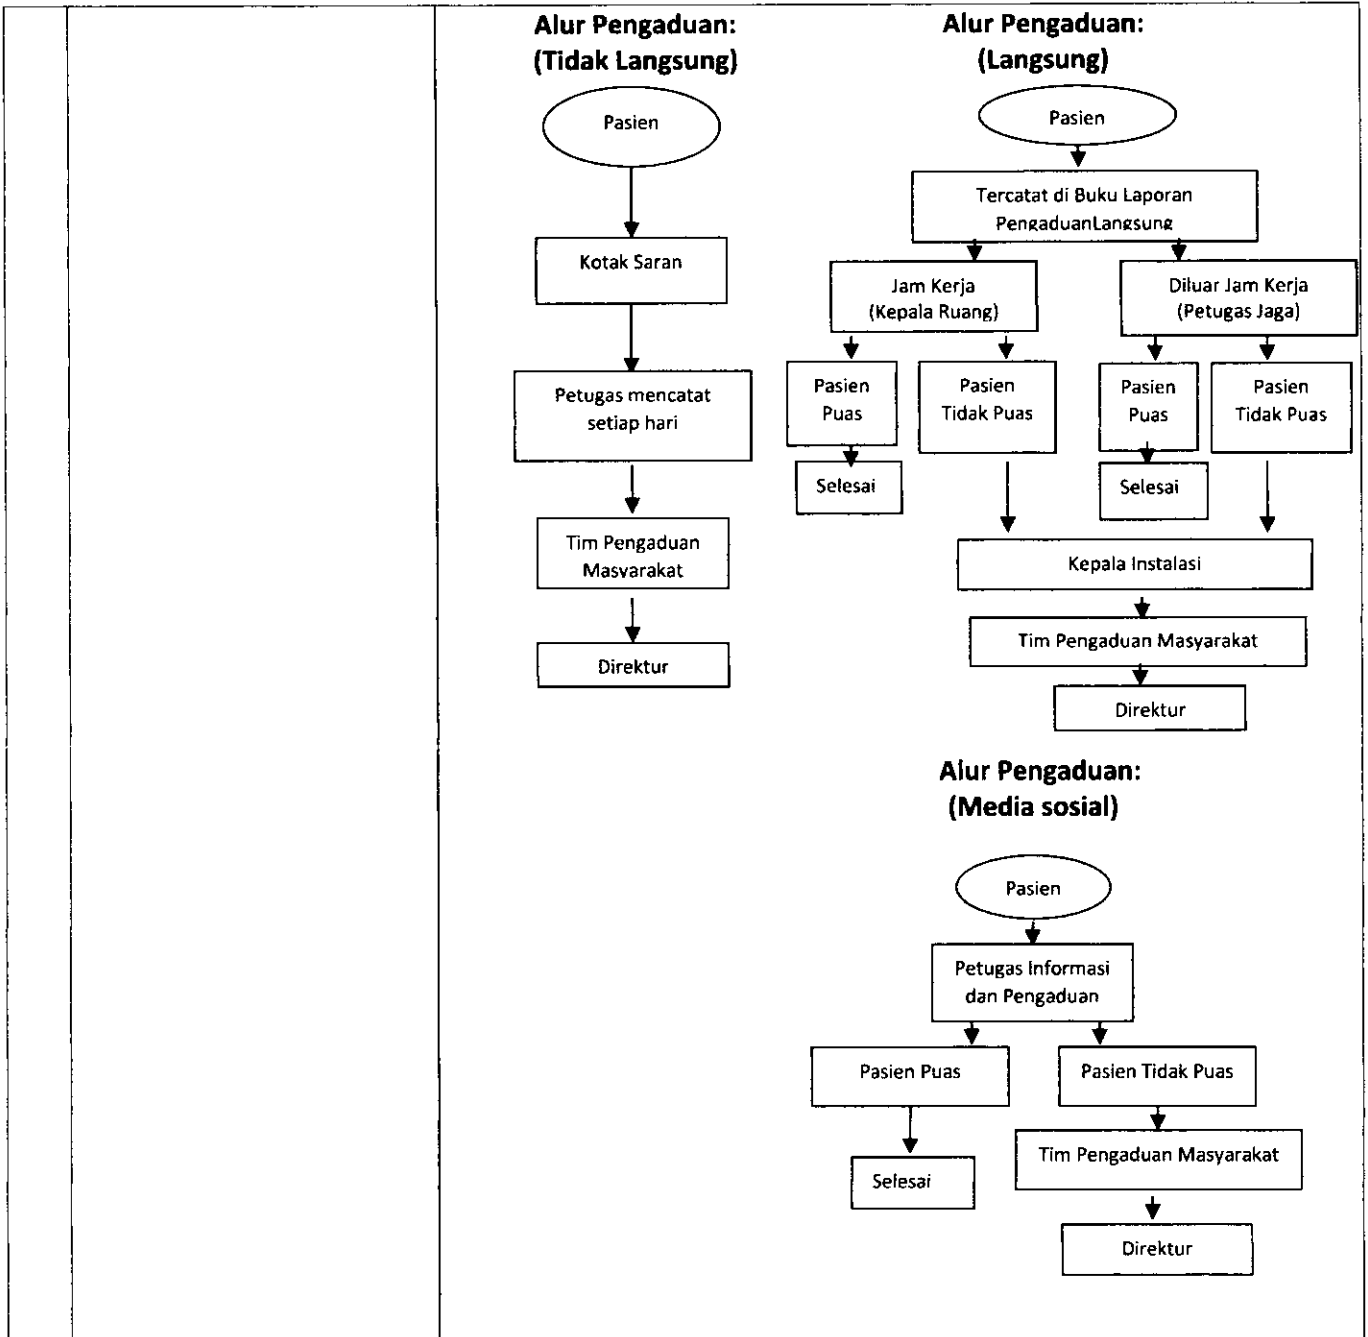 Alur Pengaduan:
(Tidak Langsung)
Pasien
Kotak Saran
Petugas mencatat
setiap hari
Tim Pengaduan
Masyarakat
Direktur
Alur Pengaduan:
(Langsung)
Pasien
Tercatat di Buku Laporan
PengaduanLangsung
Jam Kerja
(Kepala Ruang)
Diluar Jam Kerja
(Petugas Jaga)
Pasien
Puas
Pasien
Tidak Puas
Pasien
Puas
Pasien
Tidak Puas
Selesai
Selesai
Kepala Instalasi
Tim Pengaduan Masyarakat
Direktur
Alur Pengaduan:
(Media sosial)
Pasien
Petugas Informasi
dan Pengaduan
Pasien Puas
Pasien Tidak Puas
Selesai
Tim Pengaduan Masyarakat
Direktur